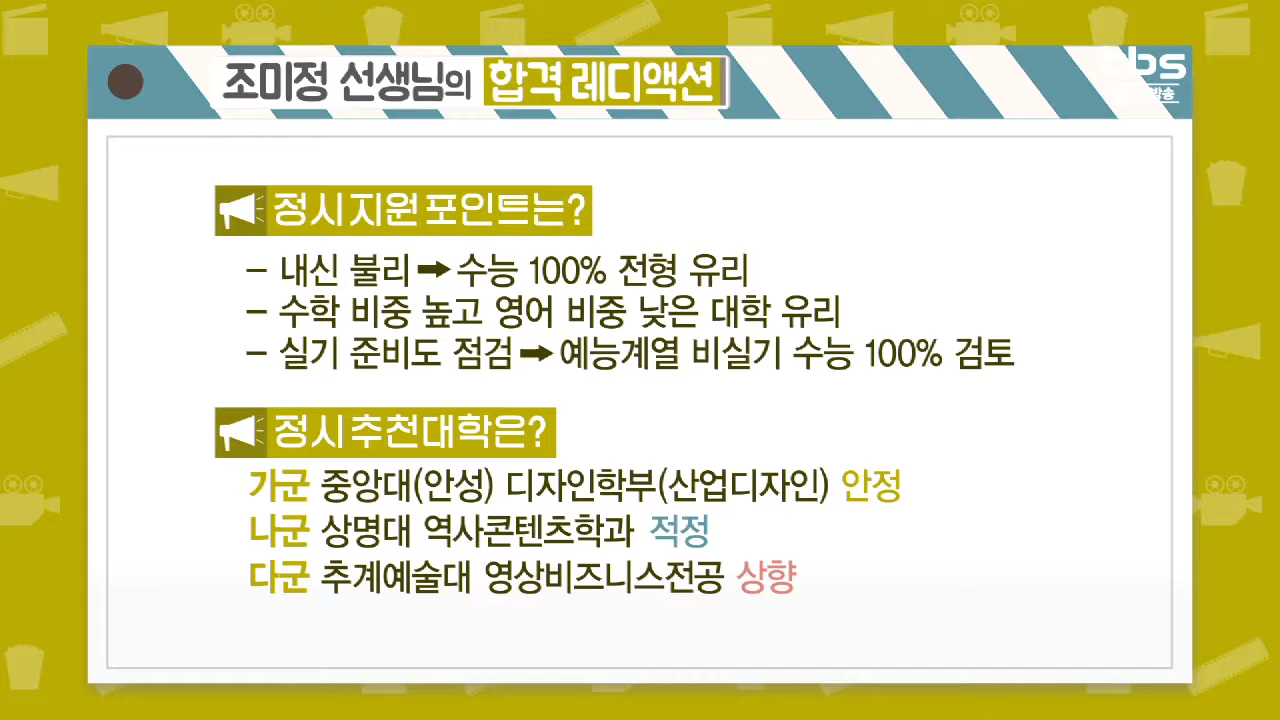 조미정 선생님의 합격 레디액션
정시 지원 포인트는?
– 내신 불리 ➡ 수능 100% 전형 유리
– 수학 비중 높고 영어 비중 낮은 대학 유리
– 실기 준비도 점검 ➡ 예능계열 비실기 수능 100% 검토
정시 추천대학은?
가군 중앙대(안성) 디자인학부(산업디자인) 안정
나군 상명대 역사콘텐츠학과 적정
다군 추계예술대 영상비즈니스전공 상향